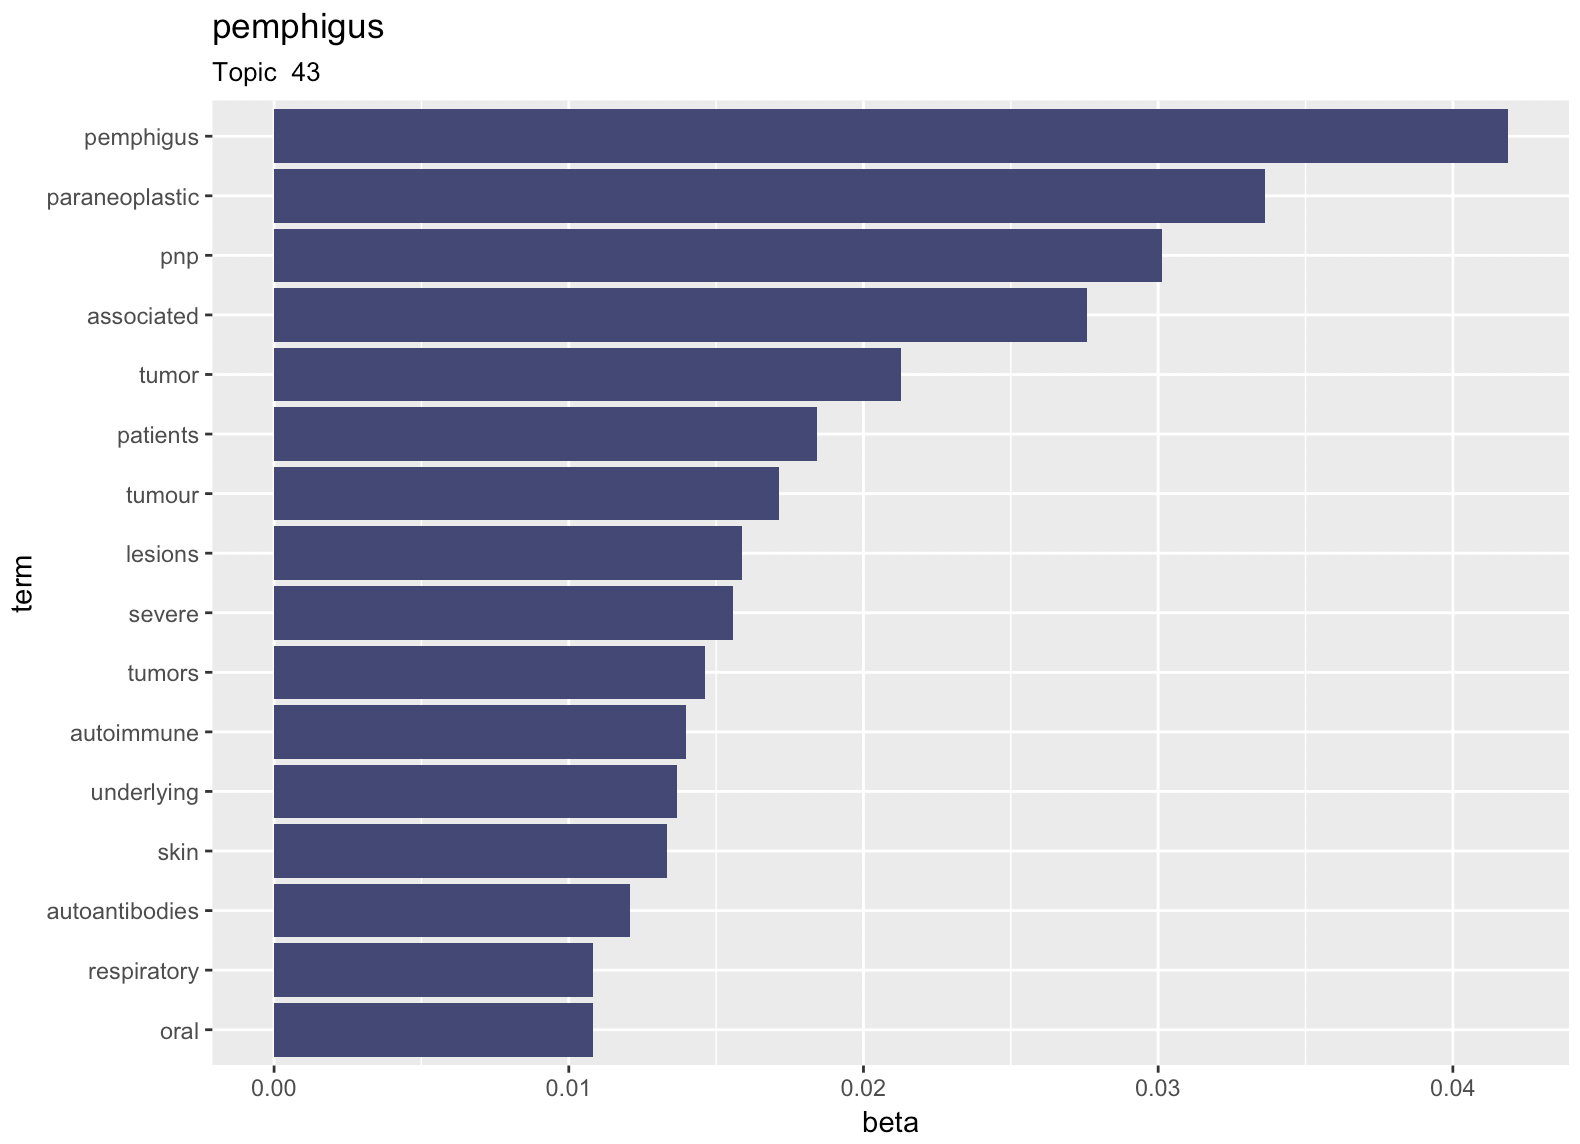 pemphigus
Topic  43
pemphigus
paraneoplastic
pnp
associated
tumor
patients
tumour
lesions
severe
tumors
autoimmune
underlying
skin
autoantibodies
respiratory
oral
term
0.00 0.01 0.02 0.03 0.04
beta